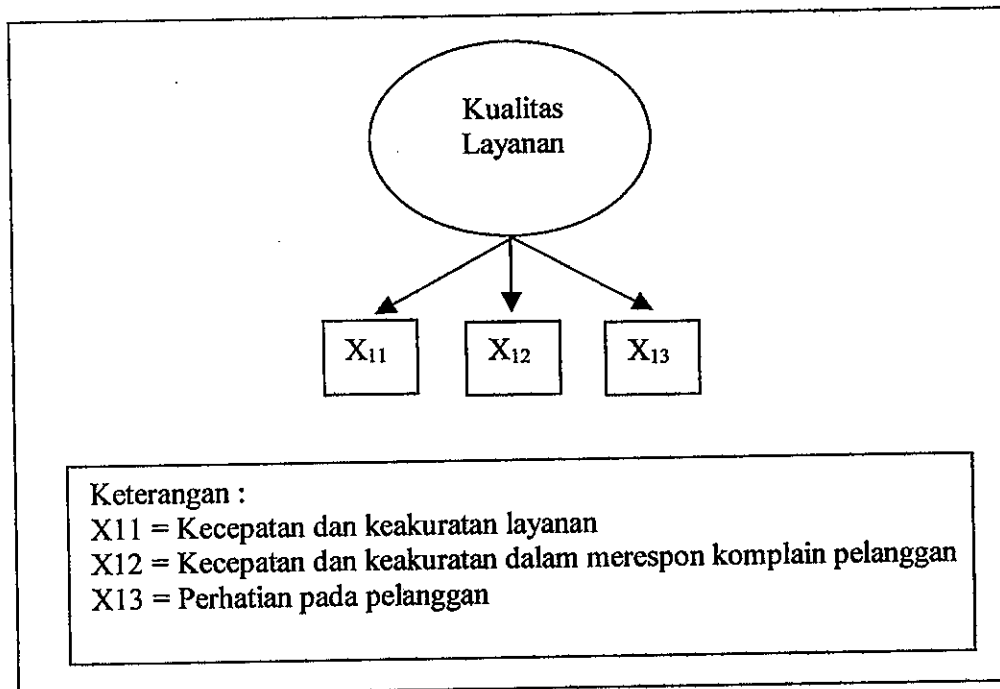 Kualitas
Layanan
X₁₁ X₁₂ X₁₃
Keterangan :
X11 = Kecepatan dan keakuratan layanan
X12 = Kecepatan dan keakuratan dalam merespon komplain pelanggan
X13 = Perhatian pada pelanggan